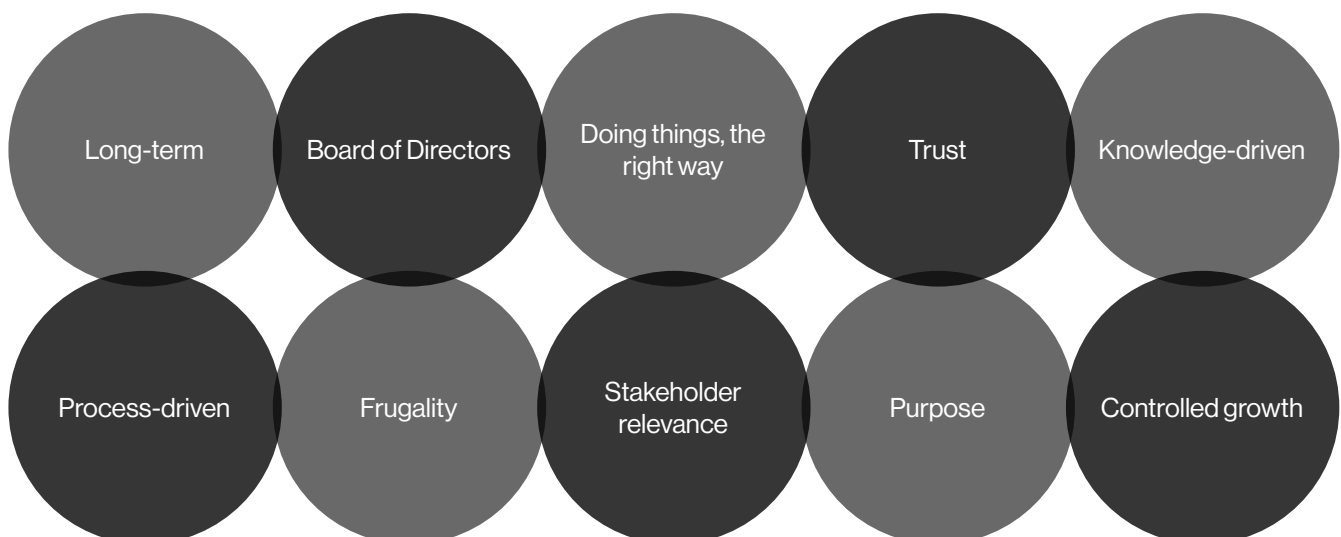 Long-term
Board of Directors
Doing things, the
right way
Trust
Knowledge-driven
Process-driven
Frugality
Stakeholder
relevance
Purpose
Controlled growth